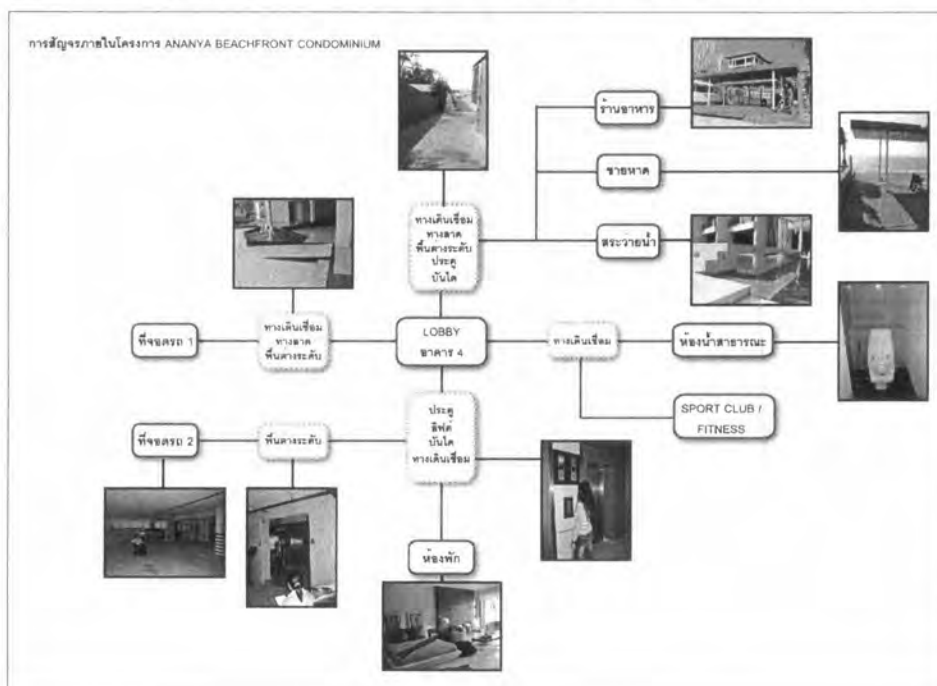 การสัญจรภายในโครงการ ANANYA BEACHFRONT CONDOMINIUM
ร้านอาหาร
ชายหาด
ทางเดินเชื่อม
ทางลาด
พื้นต่างระดับ
ประตู
บันได
สระว่ายน้ำ
ที่จอดรถ 1
ทางเดินเชื่อม
ทางลาด
พื้นต่างระดับ
LOBBY
อาคาร 4
ทางเดินเชื่อม
ห้องน้ำสาธารณะ
SPORT CLUB /
FITNESS
ที่จอดรถ 2
พื้นต่างระดับ
ประตู
ลิฟต์
บันได
ทางเดินเชื่อม
ห้องพัก